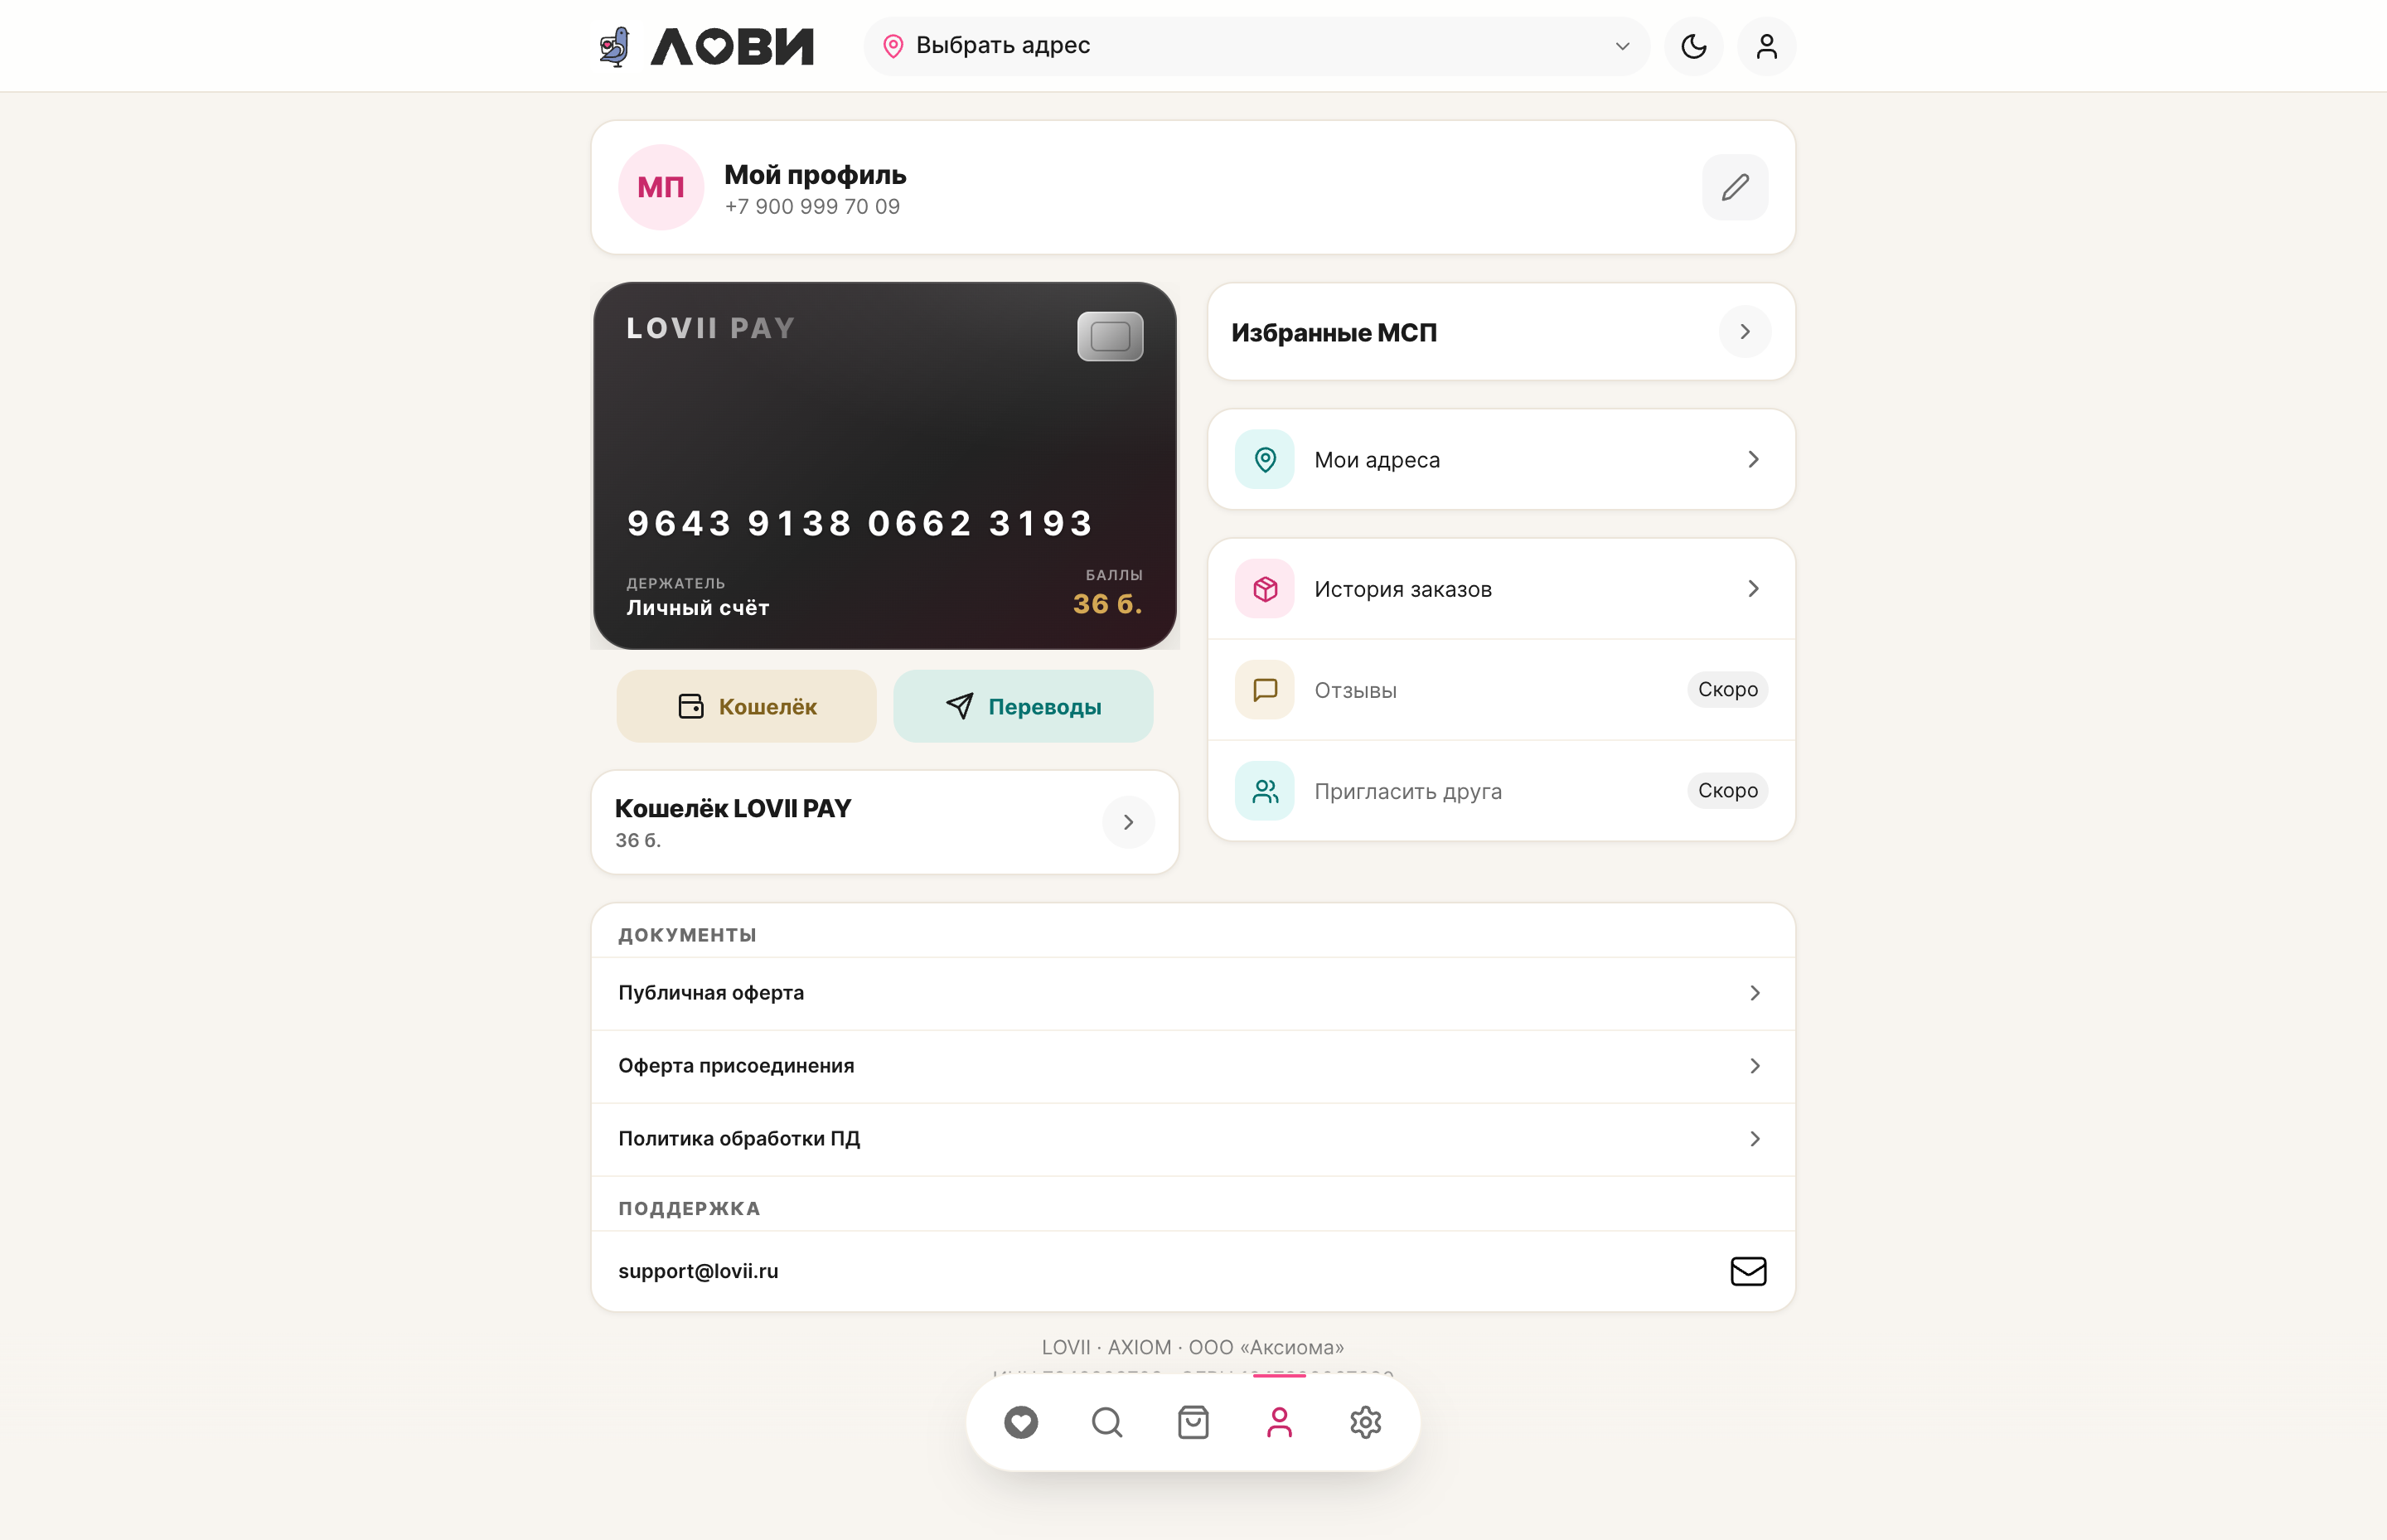 ЛОВИ
Выбрать адрес
МП
Мой профиль
+7 900 999 70 09
LOVII PAY
9643 9138 0662 3193
ДЕРЖАТЕЛЬ
Личный счёт
БАЛЛЫ
36 б.
Кошелёк
Переводы
Кошелёк LOVII PAY
36 б.
Избранные МСП
Мои адреса
История заказов
Отзывы
Скоро
Пригласить друга
Скоро
ДОКУМЕНТЫ
Публичная оферта
Оферта присоединения
Политика обработки ПД
ПОДДЕРЖКА
support@lovii.ru
LOVII · AXIOM · ООО «Аксиома»